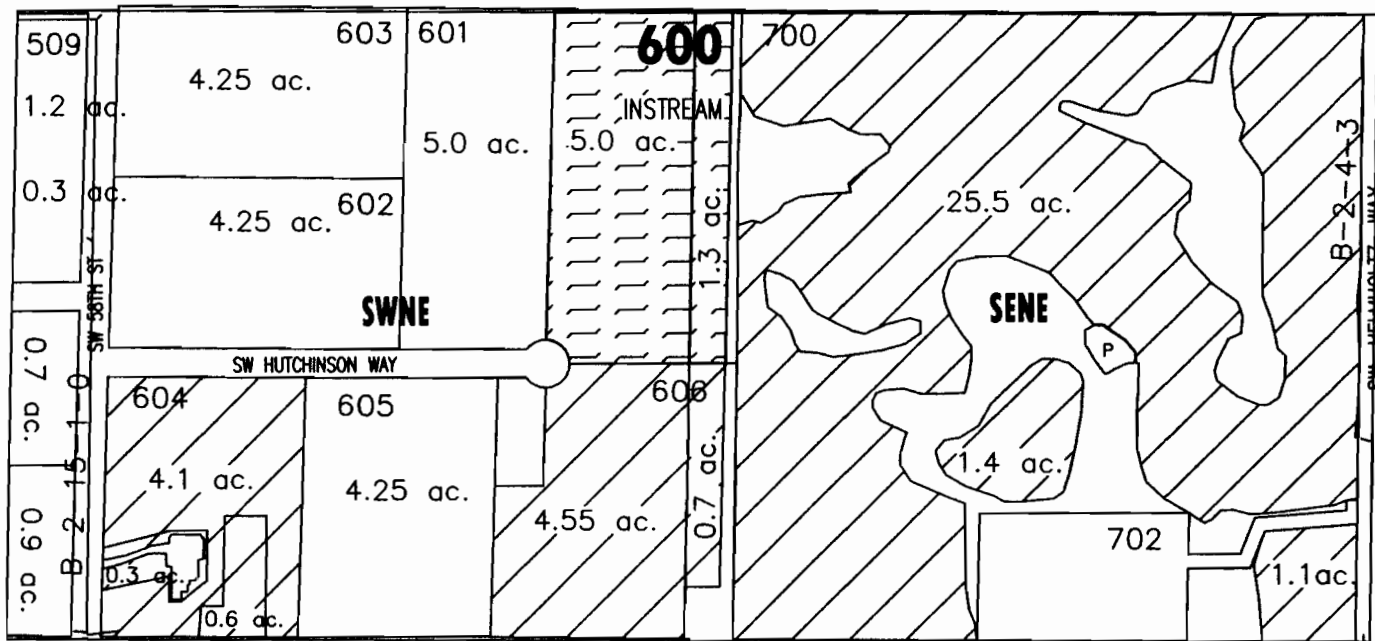 509
603
601
600
700
4.25 ac.
1.2 ac.
INSTREAM
5.0 ac.
5.0 ac.
B-2-4-3
0.3 ac.
602
25.5 ac.
4.25 ac.
1.3 ac.
SW 58TH ST
SWNE
SENE
SW HELMHOLTZ WAY
P
SW HUTCHINSON WAY
0.7 ac.
604
605
606
B-2-15-1-0
4.1 ac.
4.25 ac.
1.4 ac.
0.7 ac.
4.55 ac.
0.9 ac.
702
0.3 ac.
1.1ac.
0.6 ac.